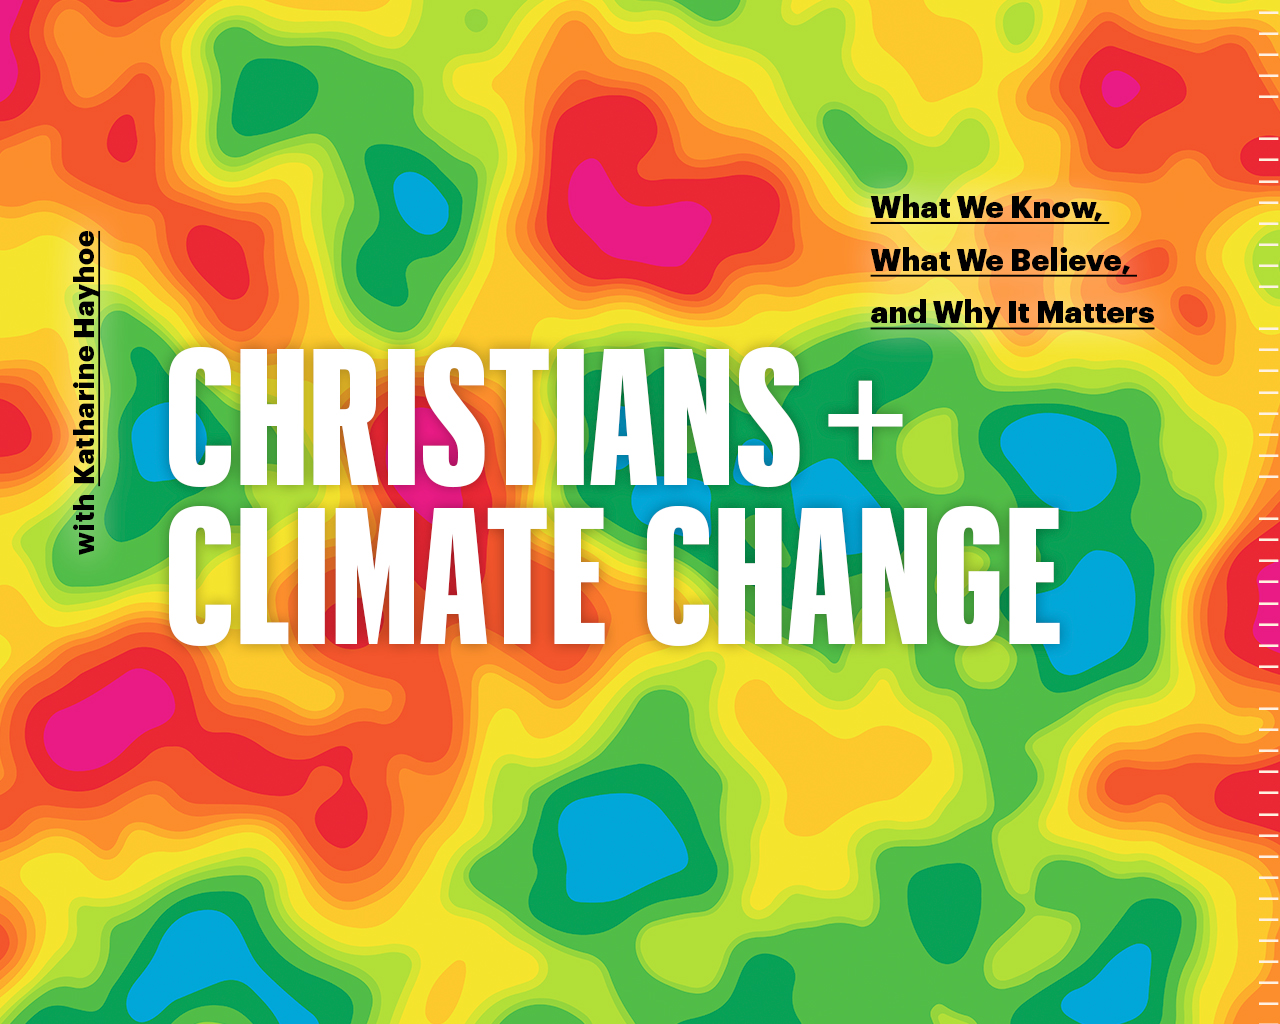 What We Know,
What We Believe,
and Why It Matters
with Katharine Hayhoe
CHRISTIANS +
CLIMATE CHANGE